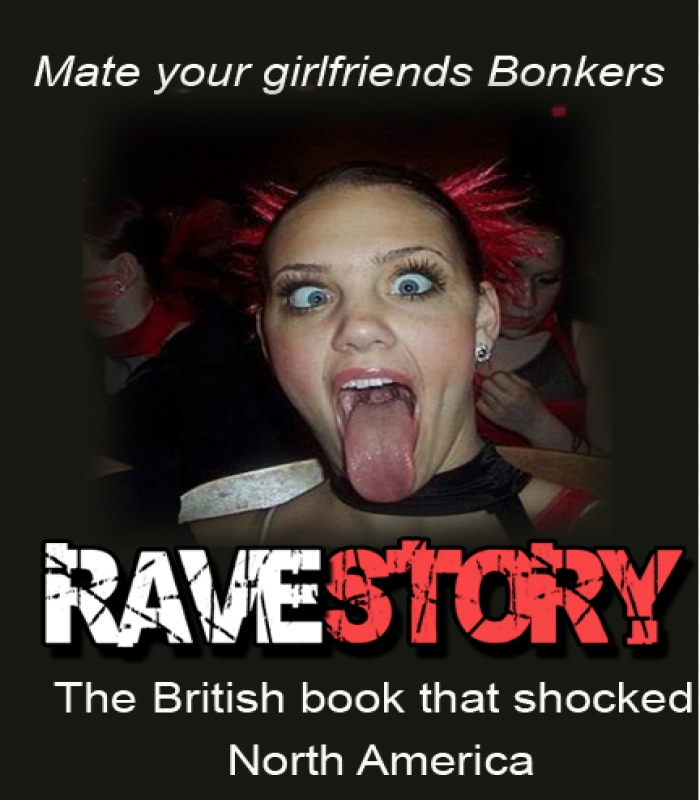 Mate your girlfriends Bonkers
RAVESTORY
The British book that shocked
North America